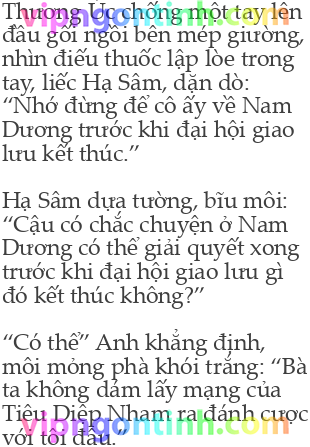 Thương Úc chống một tay lên
đầu gối ngồi bên mép giường,
nhìn điếu thuốc lập lòe trong
tay, liếc Hạ Sâm, dặn dò:
“Nhớ đừng để cô ấy về Nam
Dương trước khi đại hội giao
lưu kết thúc.”
Hạ Sâm dựa tường, bĩu môi:
“Cậu có chắc chuyện ở Nam
Dương có thể giải quyết xong
trước khi đại hội giao lưu gì
đó kết thúc không?”
“Có thể” Anh khẳng định,
môi mỏng phà khói trắng: “Bà
ta không dám lấy mạng của
Tiêu Diệp Nham ra đánh cược
với tôi đâu.
vipngontinh.com
vipngontinh.com